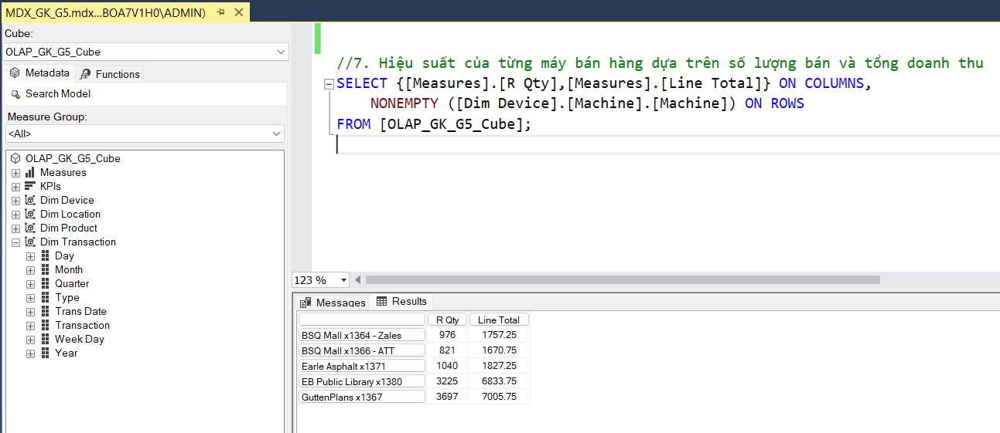 MDX_GK_G5.mdx...BOA7V1H0\ADMIN)
Cube:
OLAP_GK_G5_Cube
Metadata
Functions
Search Model
Measure Group:
<All>
OLAP_GK_G5_Cube
Measures
KPIs
Dim Device
Dim Location
Dim Product
Dim Transaction
Day
Month
Quarter
Type
Trans Date
Transaction
Week Day
Year
//7. Hiệu suất của từng máy bán hàng dựa trên số lượng bán và tổng doanh thu
SELECT {[Measures].[R Qty],[Measures].[Line Total]} ON COLUMNS,
NONEMPTY ([Dim Device].[Machine].[Machine]) ON ROWS
FROM [OLAP_GK_G5_Cube];
123 %
Messages
Results
R Qty Line Total
BSQ Mall x1364 - Zales 976 1757.25
BSQ Mall x1366 - ATT 821 1670.75
Earle Asphalt x1371 1040 1827.25
EB Public Library x1380 3225 6833.75
GuttenPlans x1367 3697 7005.75